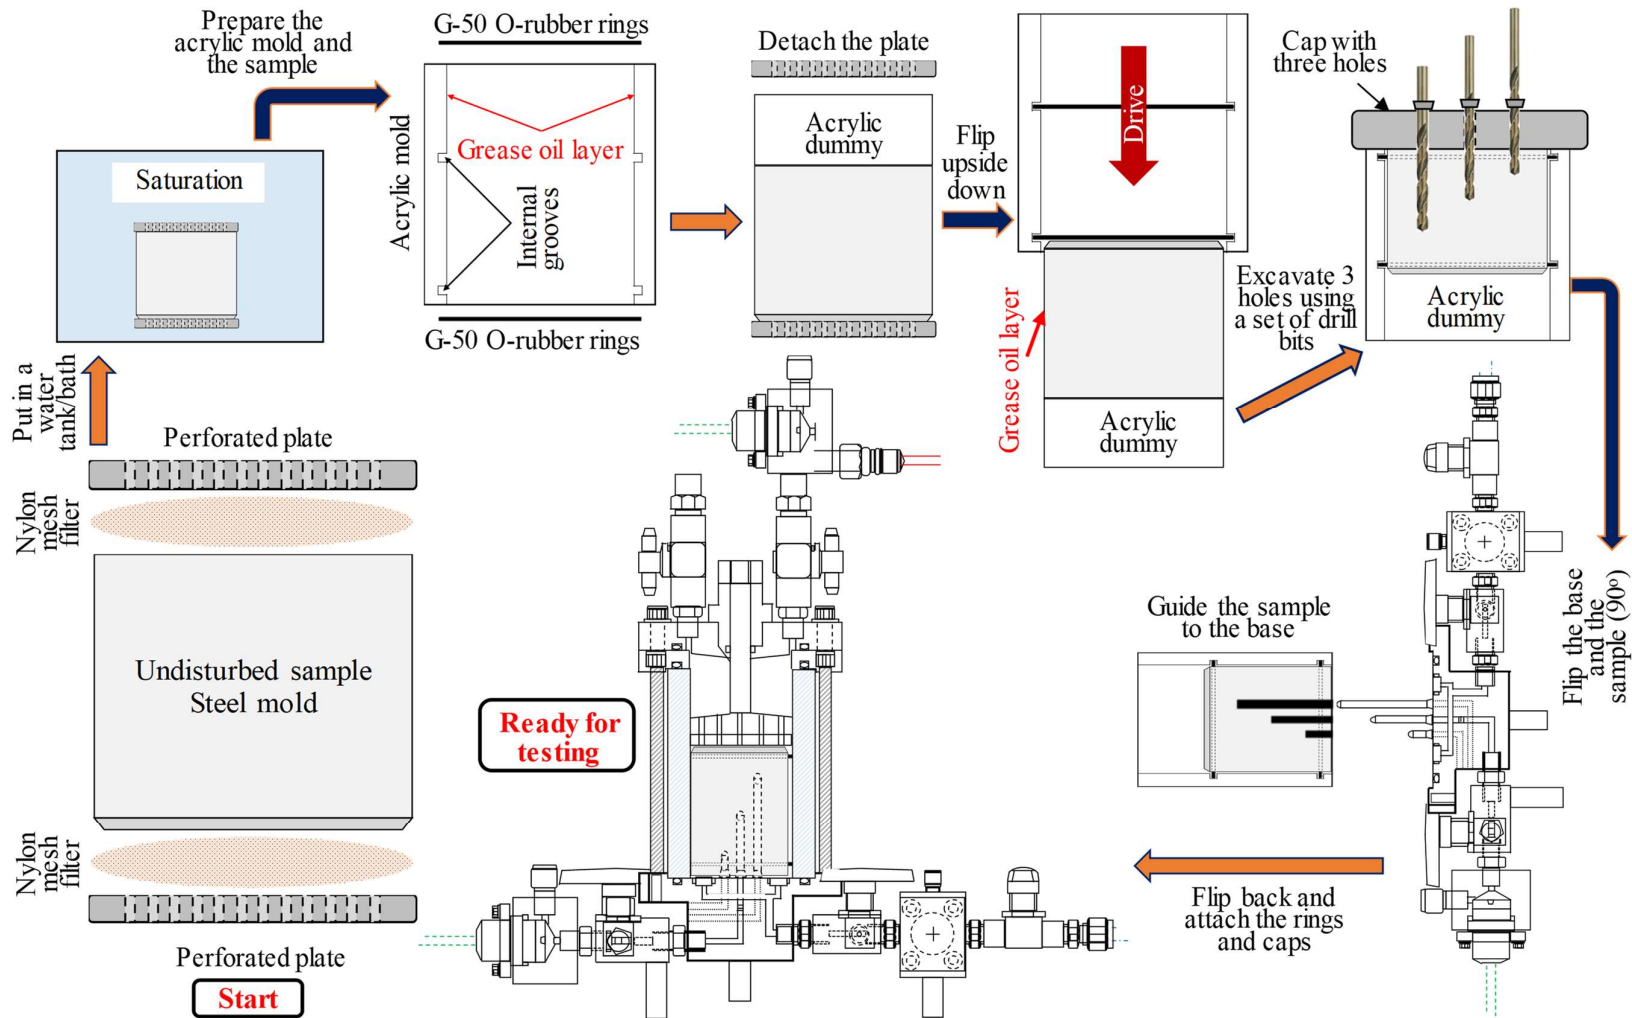 Prepare the
acrylic mold and
the sample
G-50 O-rubber rings
Acrylic mold
Grease oil layer
Internal
grooves
G-50 O-rubber rings
Saturation
Put in a
water
tank/bath
Detach the plate
Acrylic
dummy
Flip
upside
down
Drive
Grease oil layer
Acrylic
dummy
Excavate 3
holes using
a set of drill
bits
Cap with
three holes
Acrylic
dummy
Flip the base
and the
sample (90º)
Guide the sample
to the base
Flip back and
attach the rings
and caps
Ready for
testing
Perforated plate
Nylon
mesh
filter
Undisturbed sample
Steel mold
Nylon
mesh
filter
Perforated plate
Start